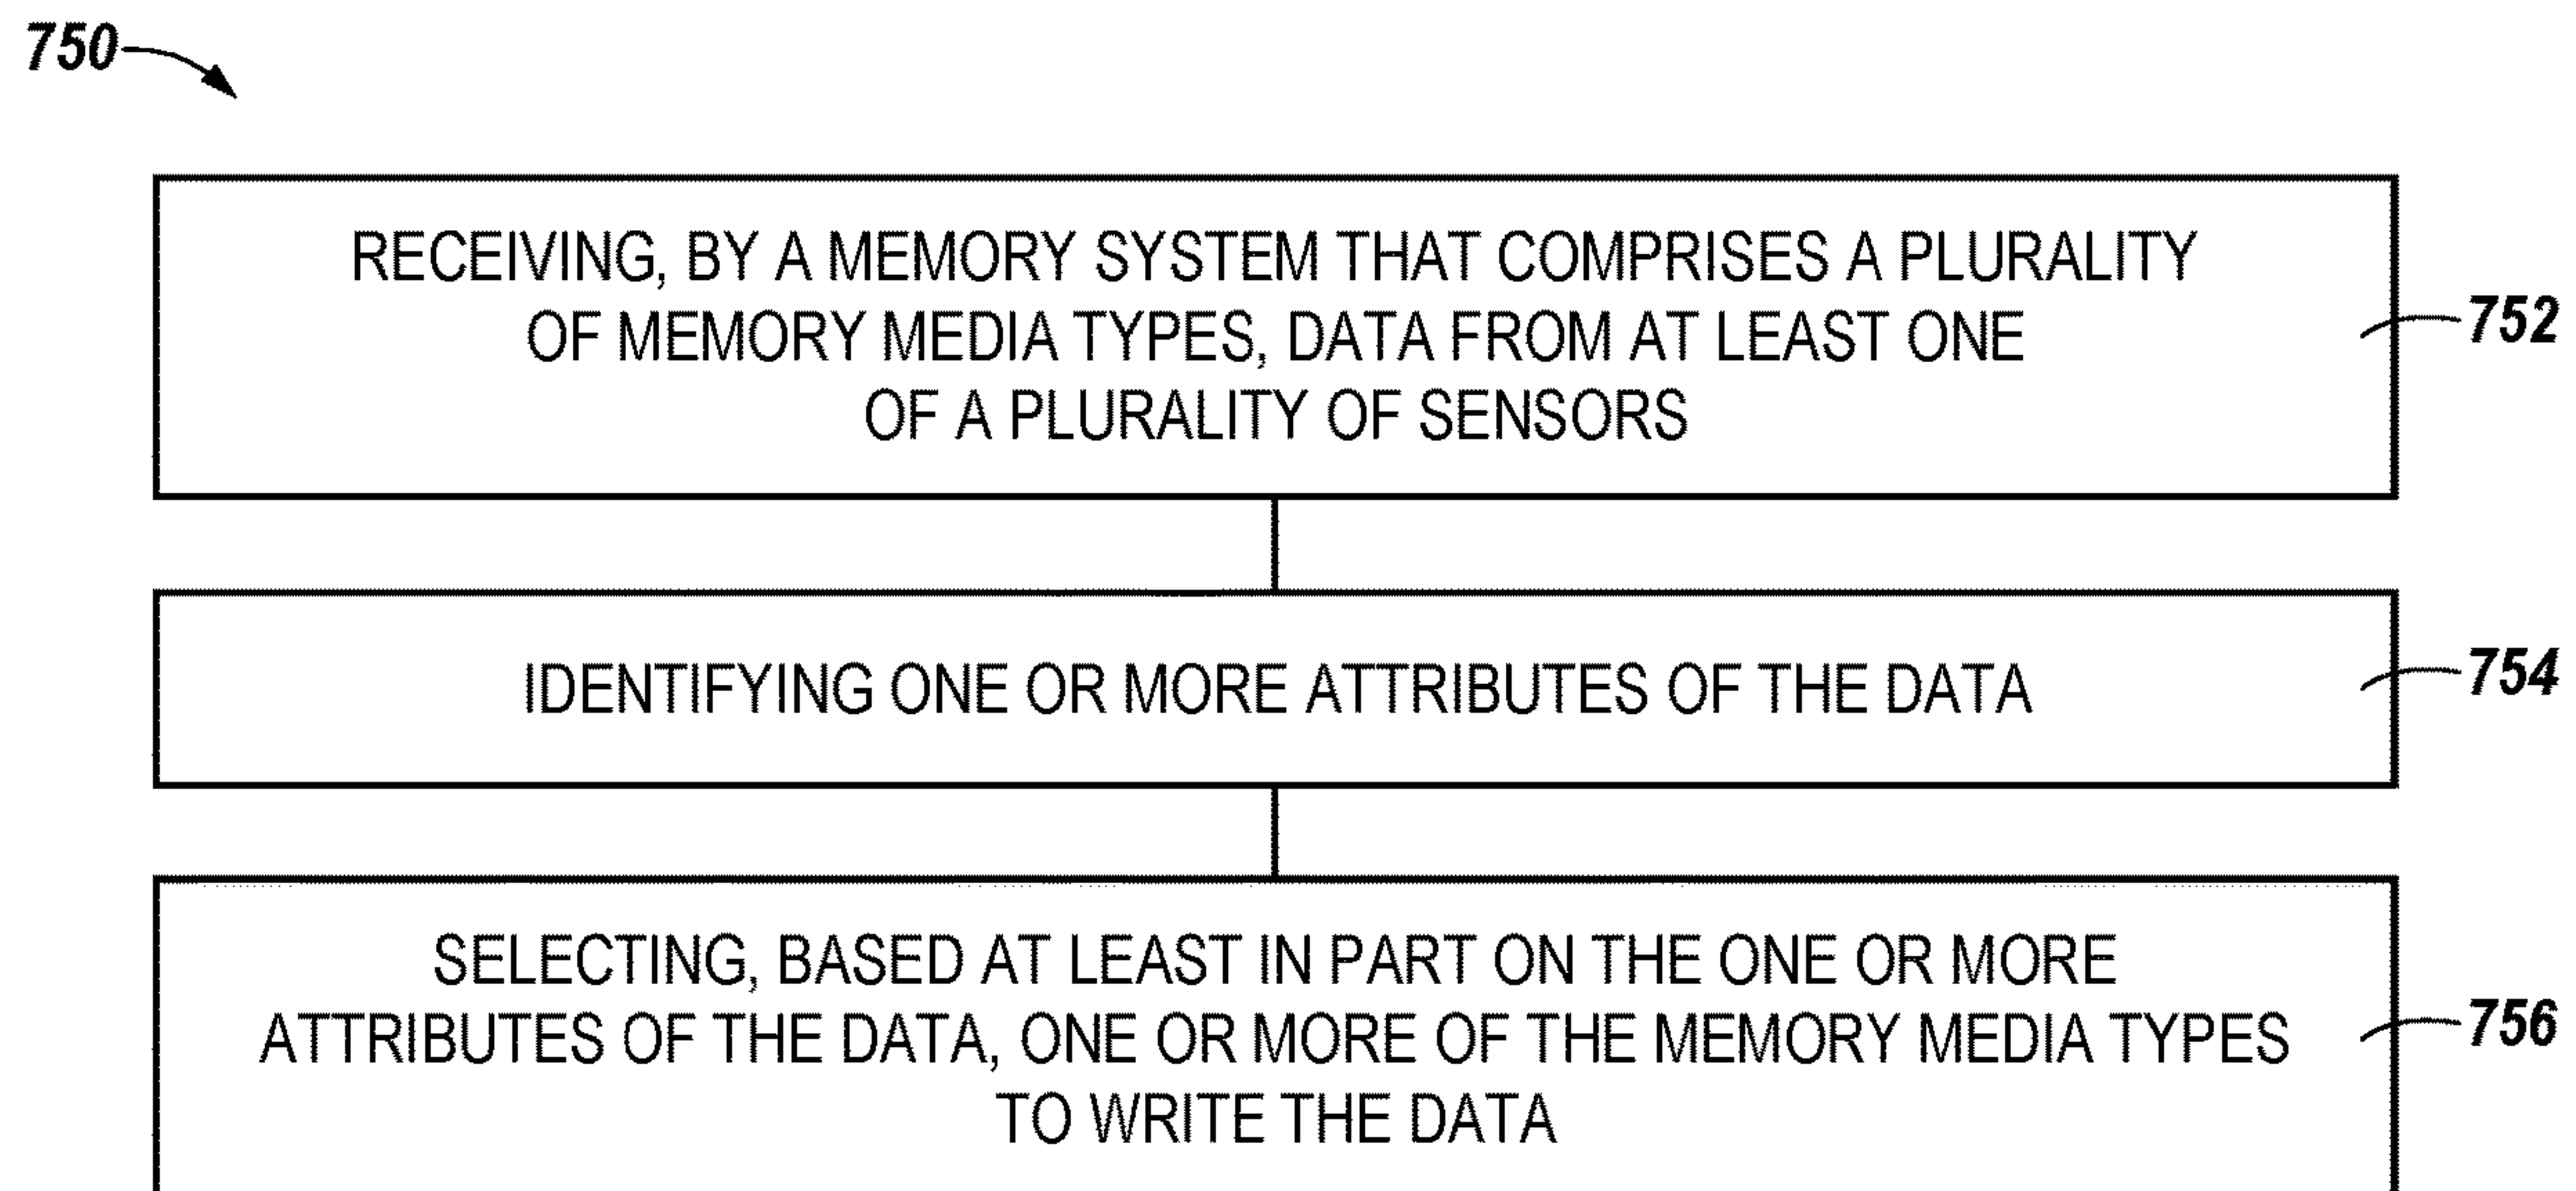 750
RECEIVING, BY A MEMORY SYSTEM THAT COMPRISES A PLURALITY
OF MEMORY MEDIA TYPES, DATA FROM AT LEAST ONE
OF A PLURALITY OF SENSORS
752
IDENTIFYING ONE OR MORE ATTRIBUTES OF THE DATA
754
SELECTING, BASED AT LEAST IN PART ON THE ONE OR MORE
ATTRIBUTES OF THE DATA, ONE OR MORE OF THE MEMORY MEDIA TYPES
TO WRITE THE DATA
756